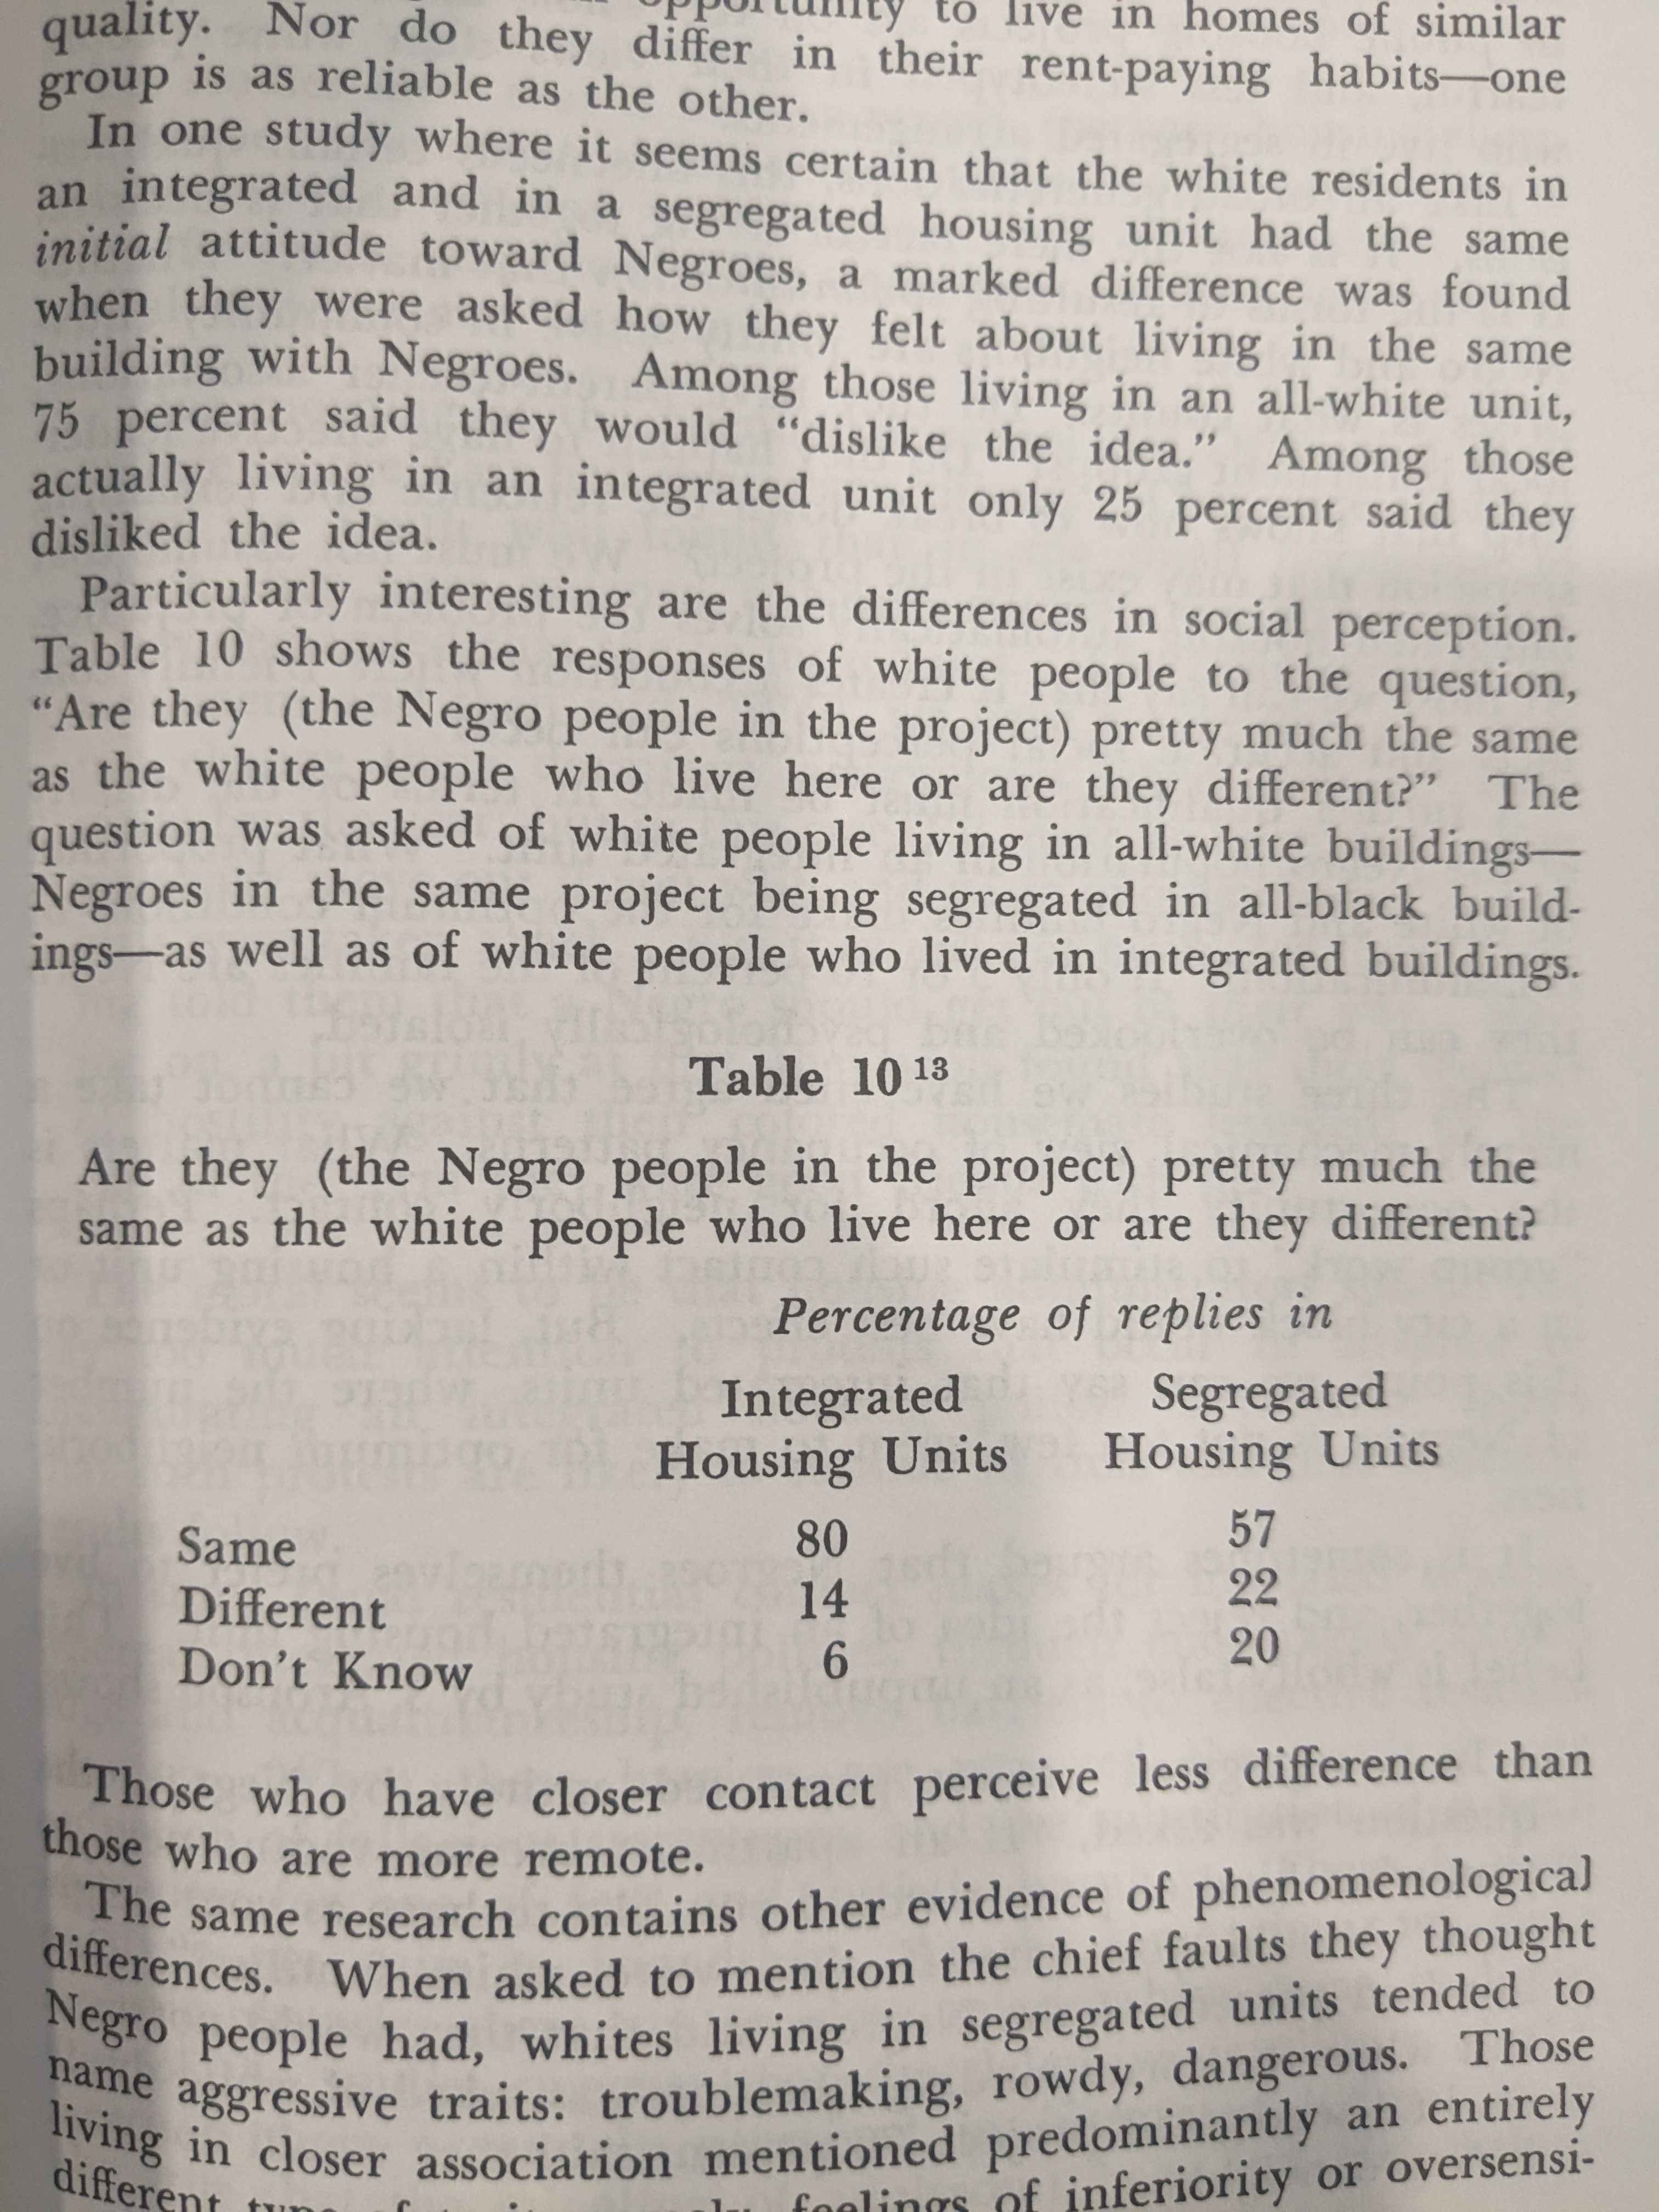 opportunity to live in homes of similar
quality. Nor do they differ in their rent-paying habits—one
group is as reliable as the other.
In one study where it seems certain that the white residents in
an integrated and in a segregated housing unit had the same
initial attitude toward Negroes, a marked difference was found
when they were asked how they felt about living in the same
building with Negroes. Among those living in an all-white unit,
75 percent said they would “dislike the idea.” Among those
actually living in an integrated unit only 25 percent said they
disliked the idea.
Particularly interesting are the differences in social perception.
Table 10 shows the responses of white people to the question,
“Are they (the Negro people in the project) pretty much the same
as the white people who live here or are they different?” The
question was asked of white people living in all-white buildings—
Negroes in the same project being segregated in all-black build-
ings—as well as of white people who lived in integrated buildings.
Table 10 13
Are they (the Negro people in the project) pretty much the
same as the white people who live here or are they different?
Percentage of replies in
Integrated Segregated
Housing Units Housing Units
Same 80 57
Different 14 22
Don't Know 6 20
Those who have closer contact perceive less difference than
those who are more remote.
The same research contains other evidence of phenomenological
differences. When asked to mention the chief faults they thought
Negro people had, whites living in segregated units tended to
name aggressive traits: troublemaking, rowdy, dangerous. Those
living in closer association mentioned predominantly an entirely
different feelings of inferiority or oversensi-